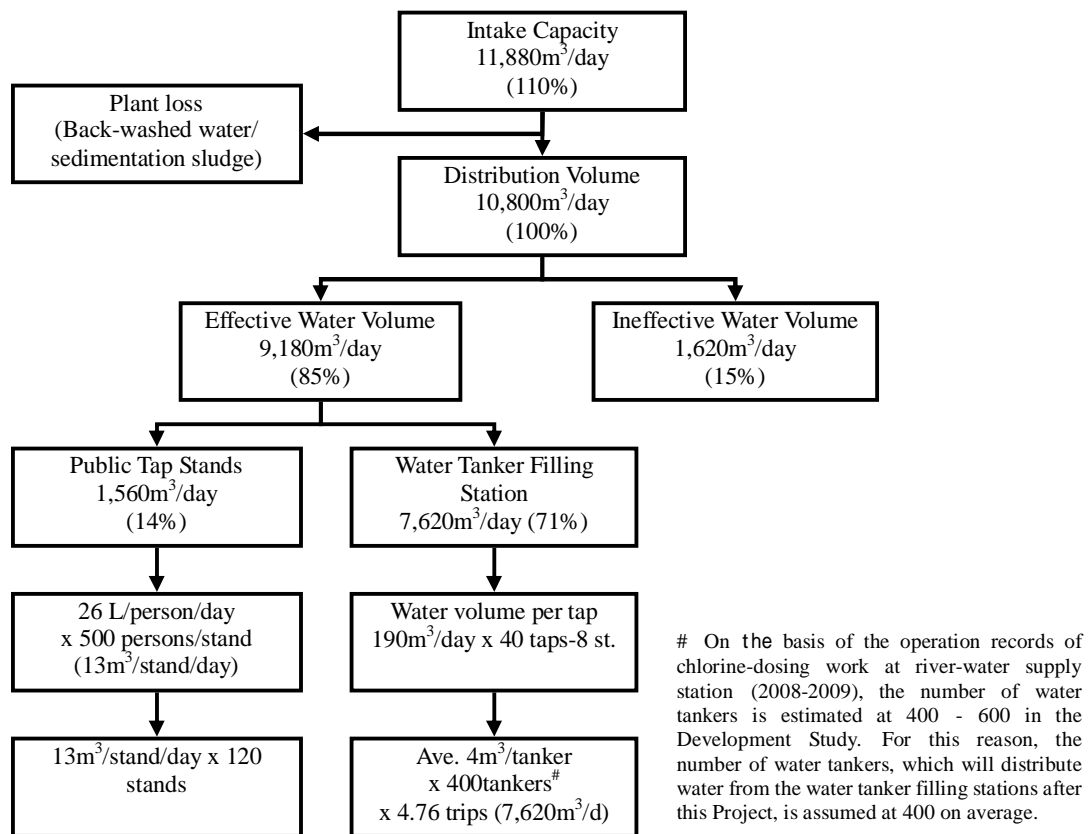 Intake Capacity
11,880m³/day
(110%)
Plant loss
(Back-washed water/
sedimentation sludge)
Distribution Volume
10,800m³/day
(100%)
Effective Water Volume
9,180m³/day
(85%)
Ineffective Water Volume
1,620m³/day
(15%)
Public Tap Stands
1,560m³/day
(14%)
Water Tanker Filling
Station
7,620m³/day (71%)
26 L/person/day
x 500 persons/stand
(13m³/stand/day)
Water volume per tap
190m³/day x 40 taps-8 st.
13m³/stand/day x 120
stands
Ave. 4m³/tanker
x 400tankers#
x 4.76 trips (7,620m³/d)
# On the basis of the operation records of
chlorine-dosing work at river-water supply
station (2008-2009), the number of water
tankers is estimated at 400 - 600 in the
Development Study. For this reason, the
number of water tankers, which will distribute
water from the water tanker filling stations after
this Project, is assumed at 400 on average.